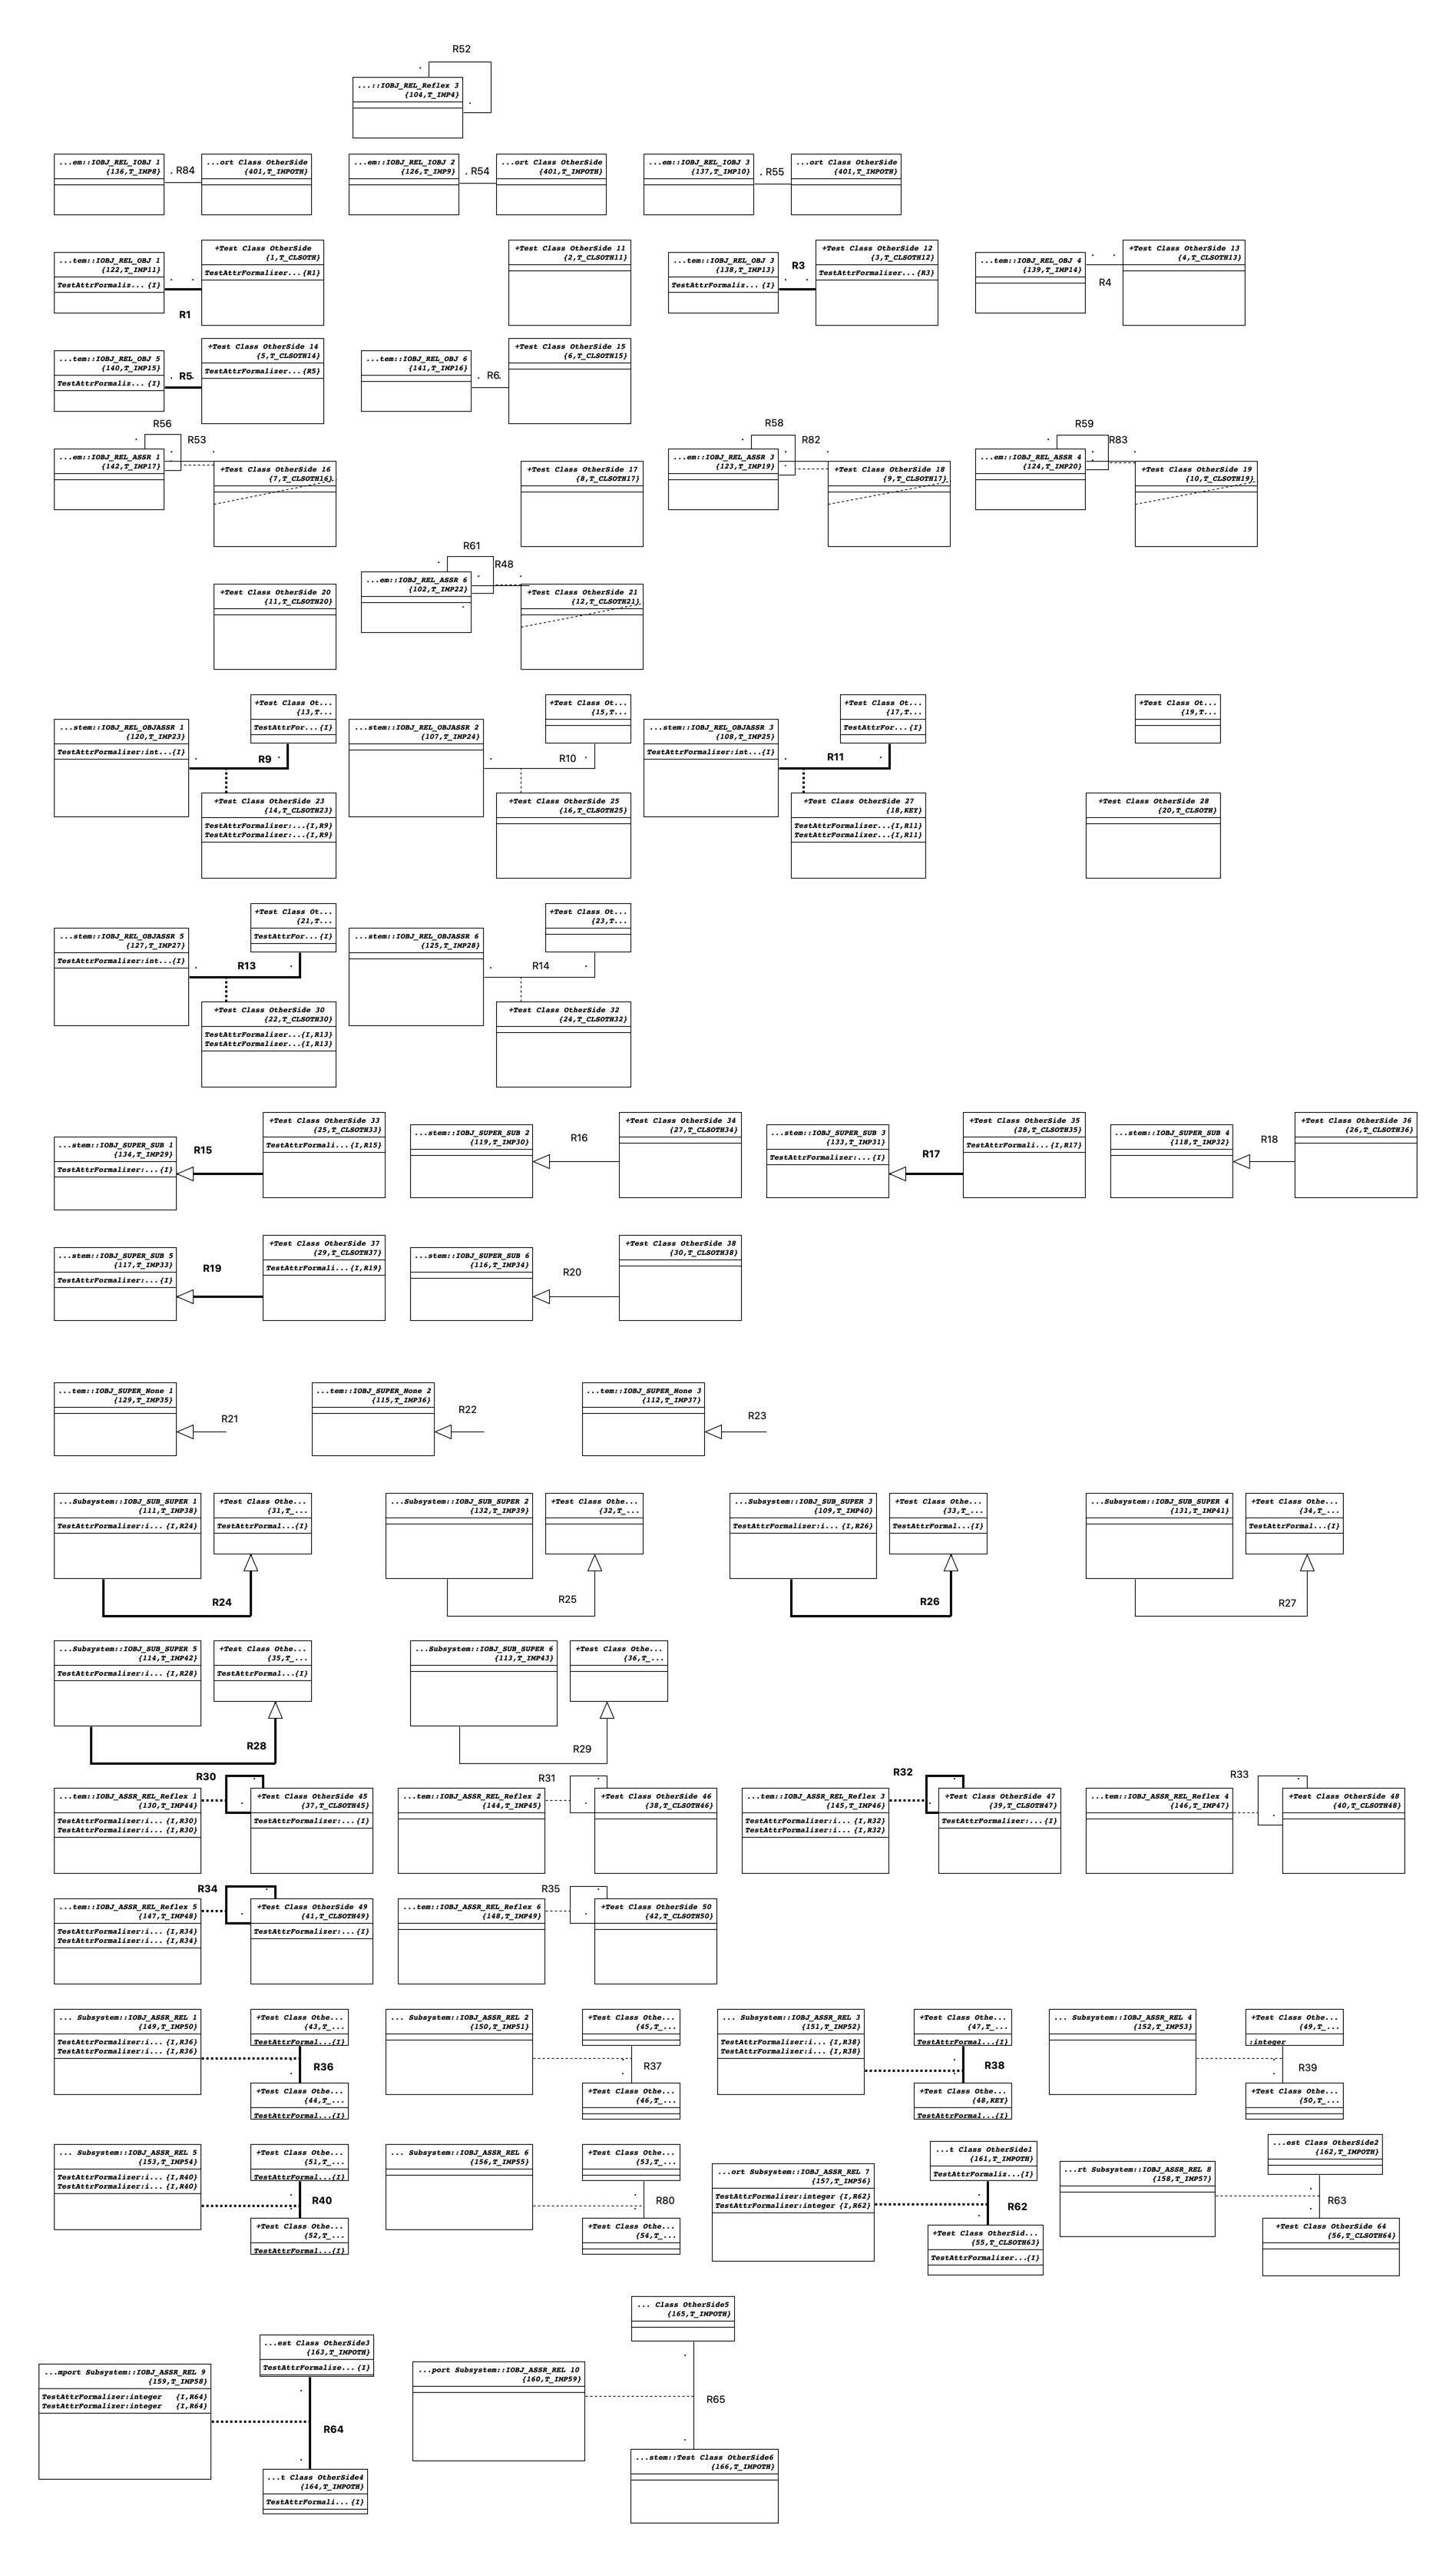 R52
...::IOBJ_REL_Reflex 3
{104,T_IMP4}
...em::IOBJ_REL_IOBJ 1
{136,T_IMP8}
R84
...ort Class OtherSide
{401,T_IMPOTH}
...em::IOBJ_REL_IOBJ 2
{126,T_IMP9}
R54
...ort Class OtherSide
{401,T_IMPOTH}
...em::IOBJ_REL_IOBJ 3
{137,T_IMP10}
R55
...ort Class OtherSide
{401,T_IMPOTH}
...tem::IOBJ_REL_OBJ 1
{122,T_IMP11}
TestAttrFormaliz... {I}
R1
+Test Class OtherSide
{1,T_CLSOTH}
TestAttrFormalizer...{R1}
+Test Class OtherSide 11
{2,T_CLSOTH11}
...tem::IOBJ_REL_OBJ 3
{138,T_IMP13}
TestAttrFormaliz... {I}
R3
+Test Class OtherSide 12
{3,T_CLSOTH12}
TestAttrFormalizer...{R3}
...tem::IOBJ_REL_OBJ 4
{139,T_IMP14}
R4
+Test Class OtherSide 13
{4,T_CLSOTH13}
...tem::IOBJ_REL_OBJ 5
{140,T_IMP15}
TestAttrFormaliz... {I}
R5
+Test Class OtherSide 14
{5,T_CLSOTH14}
TestAttrFormalizer...{R5}
...tem::IOBJ_REL_OBJ 6
{141,T_IMP16}
R6
+Test Class OtherSide 15
{6,T_CLSOTH15}
R56
R53
...em::IOBJ_REL_ASSR 1
{142,T_IMP17}
+Test Class OtherSide 16
{7,T_CLSOTH16}
+Test Class OtherSide 17
{8,T_CLSOTH17}
R58
R82
...em::IOBJ_REL_ASSR 3
{123,T_IMP19}
+Test Class OtherSide 18
{9,T_CLSOTH17}
R59
R83
...em::IOBJ_REL_ASSR 4
{124,T_IMP20}
+Test Class OtherSide 19
{10,T_CLSOTH19}
+Test Class OtherSide 20
{11,T_CLSOTH20}
R61
R48
...em::IOBJ_REL_ASSR 6
{102,T_IMP22}
+Test Class OtherSide 21
{12,T_CLSOTH21}
...stem::IOBJ_REL_OBJASSR 1
{120,T_IMP23}
TestAttrFormalizer:int...{I}
+Test Class Ot...
{13,T...
TestAttrFor...{I}
R9
+Test Class OtherSide 23
{14,T_CLSOTH23}
TestAttrFormalizer:...{I,R9}
TestAttrFormalizer:...{I,R9}
...stem::IOBJ_REL_OBJASSR 2
{107,T_IMP24}
+Test Class Ot...
{15,T...
R10
+Test Class OtherSide 25
{16,T_CLSOTH25}
...stem::IOBJ_REL_OBJASSR 3
{108,T_IMP25}
TestAttrFormalizer:int...{I}
+Test Class Ot...
{17,T...
TestAttrFor...{I}
R11
+Test Class OtherSide 27
{18,KEY}
TestAttrFormalizer...{I,R11}
TestAttrFormalizer...{I,R11}
+Test Class Ot...
{19,T...
+Test Class OtherSide 28
{20,T_CLSOTH}
...stem::IOBJ_REL_OBJASSR 5
{127,T_IMP27}
TestAttrFormalizer:int...{I}
+Test Class Ot...
{21,T...
TestAttrFor...{I}
R13
+Test Class OtherSide 30
{22,T_CLSOTH30}
TestAttrFormalizer...{I,R13}
TestAttrFormalizer...{I,R13}
...stem::IOBJ_REL_OBJASSR 6
{125,T_IMP28}
+Test Class Ot...
{23,T...
R14
+Test Class OtherSide 32
{24,T_CLSOTH32}
...stem::IOBJ_SUPER_SUB 1
{134,T_IMP29}
TestAttrFormalizer:...{I}
R15
+Test Class OtherSide 33
{25,T_CLSOTH33}
TestAttrFormali...{I,R15}
...stem::IOBJ_SUPER_SUB 2
{119,T_IMP30}
R16
+Test Class OtherSide 34
{27,T_CLSOTH34}
...stem::IOBJ_SUPER_SUB 3
{133,T_IMP31}
TestAttrFormalizer:...{I}
R17
+Test Class OtherSide 35
{28,T_CLSOTH35}
TestAttrFormali...{I,R17}
...stem::IOBJ_SUPER_SUB 4
{118,T_IMP32}
R18
+Test Class OtherSide 36
{26,T_CLSOTH36}
...stem::IOBJ_SUPER_SUB 5
{117,T_IMP33}
TestAttrFormalizer:...{I}
R19
+Test Class OtherSide 37
{29,T_CLSOTH37}
TestAttrFormali...{I,R19}
...stem::IOBJ_SUPER_SUB 6
{116,T_IMP34}
R20
+Test Class OtherSide 38
{30,T_CLSOTH38}
...tem::IOBJ_SUPER_None 1
{129,T_IMP35}
R21
...tem::IOBJ_SUPER_None 2
{115,T_IMP36}
R22
...tem::IOBJ_SUPER_None 3
{112,T_IMP37}
R23
...Subsystem::IOBJ_SUB_SUPER 1
{111,T_IMP38}
TestAttrFormalizer:i... {I,R24}
+Test Class Othe...
{31,T_...
TestAttrFormal...{I}
R24
...Subsystem::IOBJ_SUB_SUPER 2
{132,T_IMP39}
+Test Class Othe...
{32,T_...
R25
...Subsystem::IOBJ_SUB_SUPER 3
{109,T_IMP40}
TestAttrFormalizer:i... {I,R26}
+Test Class Othe...
{33,T_...
TestAttrFormal...{I}
R26
...Subsystem::IOBJ_SUB_SUPER 4
{131,T_IMP41}
+Test Class Othe...
{34,T_...
TestAttrFormal...{I}
R27
...Subsystem::IOBJ_SUB_SUPER 5
{114,T_IMP42}
TestAttrFormalizer:i... {I,R28}
+Test Class Othe...
{35,T_...
TestAttrFormal...{I}
R28
...Subsystem::IOBJ_SUB_SUPER 6
{113,T_IMP43}
+Test Class Othe...
{36,T_...
R29
R30
...tem::IOBJ_ASSR_REL_Reflex 1
{130,T_IMP44}
TestAttrFormalizer:i... {I,R30}
TestAttrFormalizer:i... {I,R30}
+Test Class OtherSide 45
{37,T_CLSOTH45}
TestAttrFormalizer:...{I}
R31
...tem::IOBJ_ASSR_REL_Reflex 2
{144,T_IMP45}
+Test Class OtherSide 46
{38,T_CLSOTH46}
R32
...tem::IOBJ_ASSR_REL_Reflex 3
{145,T_IMP46}
TestAttrFormalizer:i... {I,R32}
TestAttrFormalizer:i... {I,R32}
+Test Class OtherSide 47
{39,T_CLSOTH47}
TestAttrFormalizer:...{I}
R33
...tem::IOBJ_ASSR_REL_Reflex 4
{146,T_IMP47}
+Test Class OtherSide 48
{40,T_CLSOTH48}
R34
...tem::IOBJ_ASSR_REL_Reflex 5
{147,T_IMP48}
TestAttrFormalizer:i... {I,R34}
TestAttrFormalizer:i... {I,R34}
+Test Class OtherSide 49
{41,T_CLSOTH49}
TestAttrFormalizer:...{I}
R35
...tem::IOBJ_ASSR_REL_Reflex 6
{148,T_IMP49}
+Test Class OtherSide 50
{42,T_CLSOTH50}
... Subsystem::IOBJ_ASSR_REL 1
{149,T_IMP50}
TestAttrFormalizer:i... {I,R36}
TestAttrFormalizer:i... {I,R36}
+Test Class Othe...
{43,T_...
TestAttrFormal...{I}
R36
+Test Class Othe...
{44,T_...
TestAttrFormal...{I}
... Subsystem::IOBJ_ASSR_REL 2
{150,T_IMP51}
+Test Class Othe...
{45,T_...
R37
+Test Class Othe...
{46,T_...
... Subsystem::IOBJ_ASSR_REL 3
{151,T_IMP52}
TestAttrFormalizer:i... {I,R38}
TestAttrFormalizer:i... {I,R38}
+Test Class Othe...
{47,T_...
TestAttrFormal...{I}
R38
+Test Class Othe...
{48,KEY}
TestAttrFormal...{I}
... Subsystem::IOBJ_ASSR_REL 4
{152,T_IMP53}
+Test Class Othe...
{49,T_...
:integer
R39
+Test Class Othe...
{50,T_...
... Subsystem::IOBJ_ASSR_REL 5
{153,T_IMP54}
TestAttrFormalizer:i... {I,R40}
TestAttrFormalizer:i... {I,R40}
+Test Class Othe...
{51,T_...
TestAttrFormal...{I}
R40
+Test Class Othe...
{52,T_...
TestAttrFormal...{I}
... Subsystem::IOBJ_ASSR_REL 6
{156,T_IMP55}
+Test Class Othe...
{53,T_...
R80
+Test Class Othe...
{54,T_...
...ort Subsystem::IOBJ_ASSR_REL 7
{157,T_IMP56}
TestAttrFormalizer:integer {I,R62}
TestAttrFormalizer:integer {I,R62}
...t Class OtherSide1
{161,T_IMPOTH}
TestAttrFormaliz...{I}
R62
+Test Class OtherSid...
{55,T_CLSOTH63}
TestAttrFormalizer...{I}
...rt Subsystem::IOBJ_ASSR_REL 8
{158,T_IMP57}
...est Class OtherSide2
{162,T_IMPOTH}
R63
+Test Class OtherSide 64
{56,T_CLSOTH64}
...mport Subsystem::IOBJ_ASSR_REL 9
{159,T_IMP58}
TestAttrFormalizer:integer {I,R64}
TestAttrFormalizer:integer {I,R64}
...est Class OtherSide3
{163,T_IMPOTH}
TestAttrFormalize... {I}
R64
...t Class OtherSide4
{164,T_IMPOTH}
TestAttrFormali... {I}
...port Subsystem::IOBJ_ASSR_REL 10
{160,T_IMP59}
... Class OtherSide5
{165,T_IMPOTH}
R65
...stem::Test Class OtherSide6
{166,T_IMPOTH}